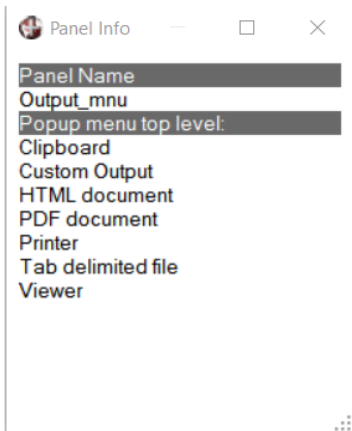 Panel Info
Panel Name
Output_mnu
Popup menu top level:
Clipboard
Custom Output
HTML document
PDF document
Printer
Tab delimited file
Viewer